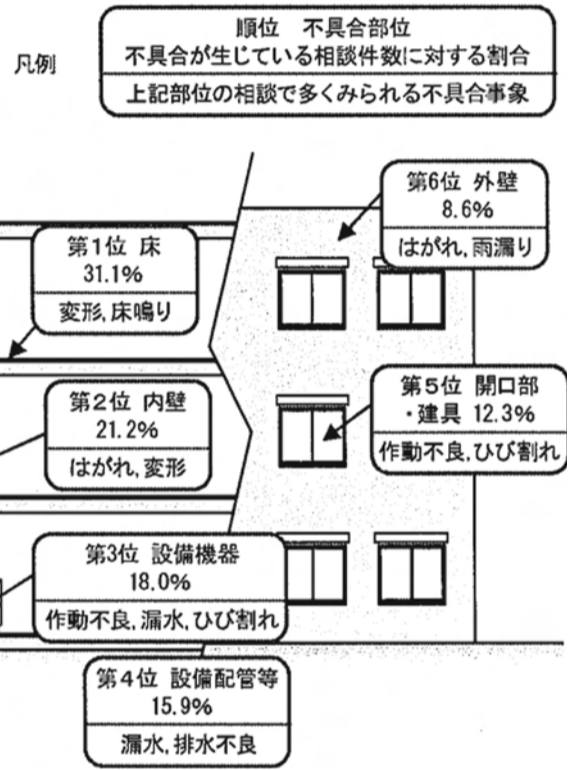 凡例
順位 不具合部位
不具合が生じている相談件数に対する割合
上記部位の相談で多くみられる不具合事象
第1位 床
31.1%
変形, 床鳴り
第2位 内壁
21.2%
はがれ, 変形
第3位 設備機器
18.0%
作動不良, 漏水, ひび割れ
第4位 設備配管等
15.9%
漏水, 排水不良
第6位 外壁
8.6%
はがれ, 雨漏り
第5位 開口部
・建具 12.3%
作動不良, ひび割れ